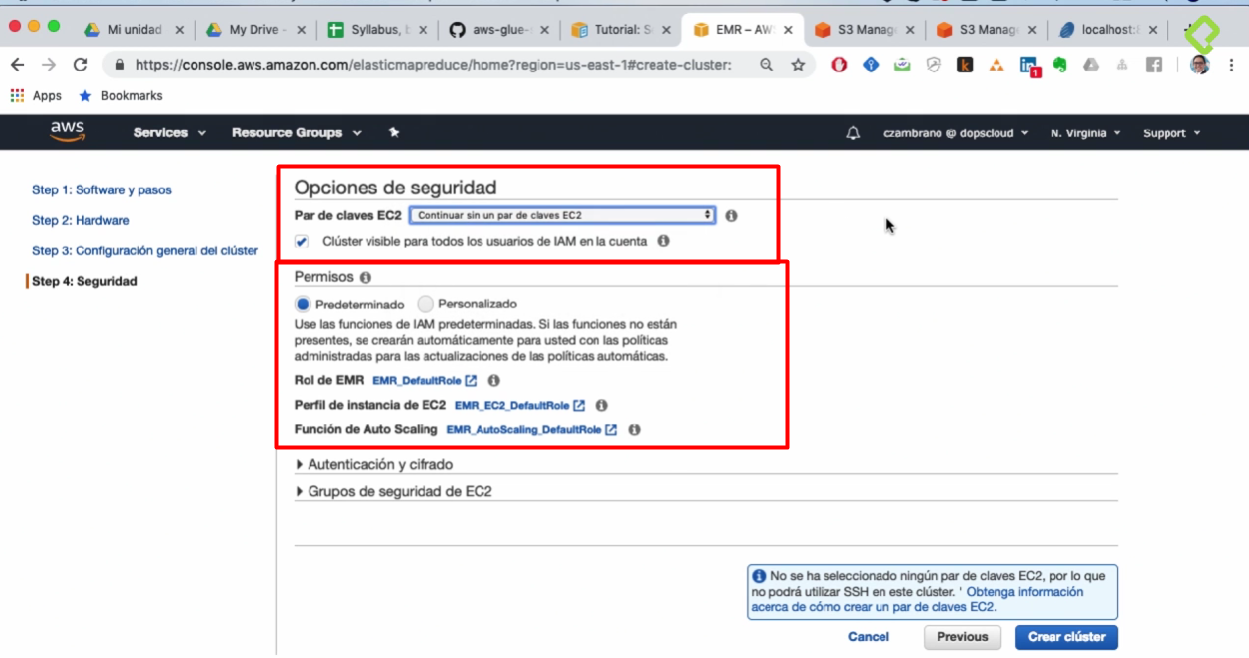 Mi unidad
My Drive -
Syllabus,
aws-glue-
Tutorial: S
EMR – AW
S3 Manag
S3 Manag
localhost:
https://console.aws.amazon.com/elasticmapreduce/home?region=us-east-1#create-cluster:
1
Apps
Bookmarks
aws
Services
Resource Groups
czambrano @ dopscloud
N. Virginia
Support
Step 1: Software y pasos
Step 2: Hardware
Step 3: Configuración general del clúster
Step 4: Seguridad
Opciones de seguridad
Par de claves EC2 Continuar sin un par de claves EC2
Clúster visible para todos los usuarios de IAM en la cuenta
Permisos
Predeterminado Personalizado
Use las funciones de IAM predeterminadas. Si las funciones no están
presentes, se crearán automáticamente para usted con las políticas
administradas para las actualizaciones de las políticas automáticas.
Rol de EMR EMR_DefaultRole
Perfil de instancia de EC2 EMR_EC2_DefaultRole
Función de Auto Scaling EMR_AutoScaling_DefaultRole
Autenticación y cifrado
Grupos de seguridad de EC2
No se ha seleccionado ningún par de claves EC2, por lo que
no podrá utilizar SSH en este clúster. ' Obtenga información
acerca de cómo crear un par de claves EC2.
Cancel
Previous
Crear clúster